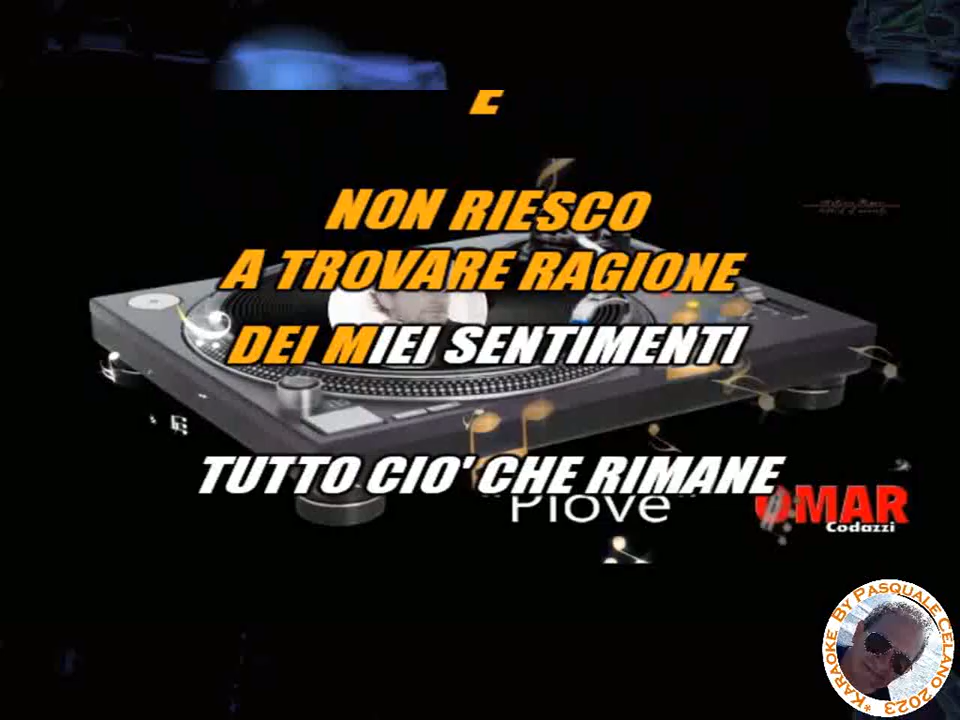 E
NON RIESCO
A TROVARE RAGIONE
DEI MIEI SENTIMENTI
TUTTO CIO' CHE RIMANE
"Piove"
OMAR
Codazzi
* KARAOKE BY PASQUALE CELANO 2023